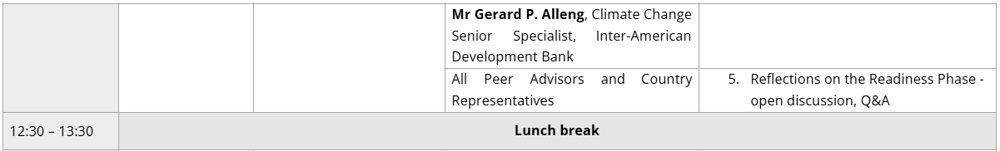 Mr Gerard P. Alleng, Climate Change
Senior Specialist, Inter-American
Development Bank
All Peer Advisors and Country
Representatives
5. Reflections on the Readiness Phase -
open discussion, Q&A
12:30 – 13:30
Lunch break